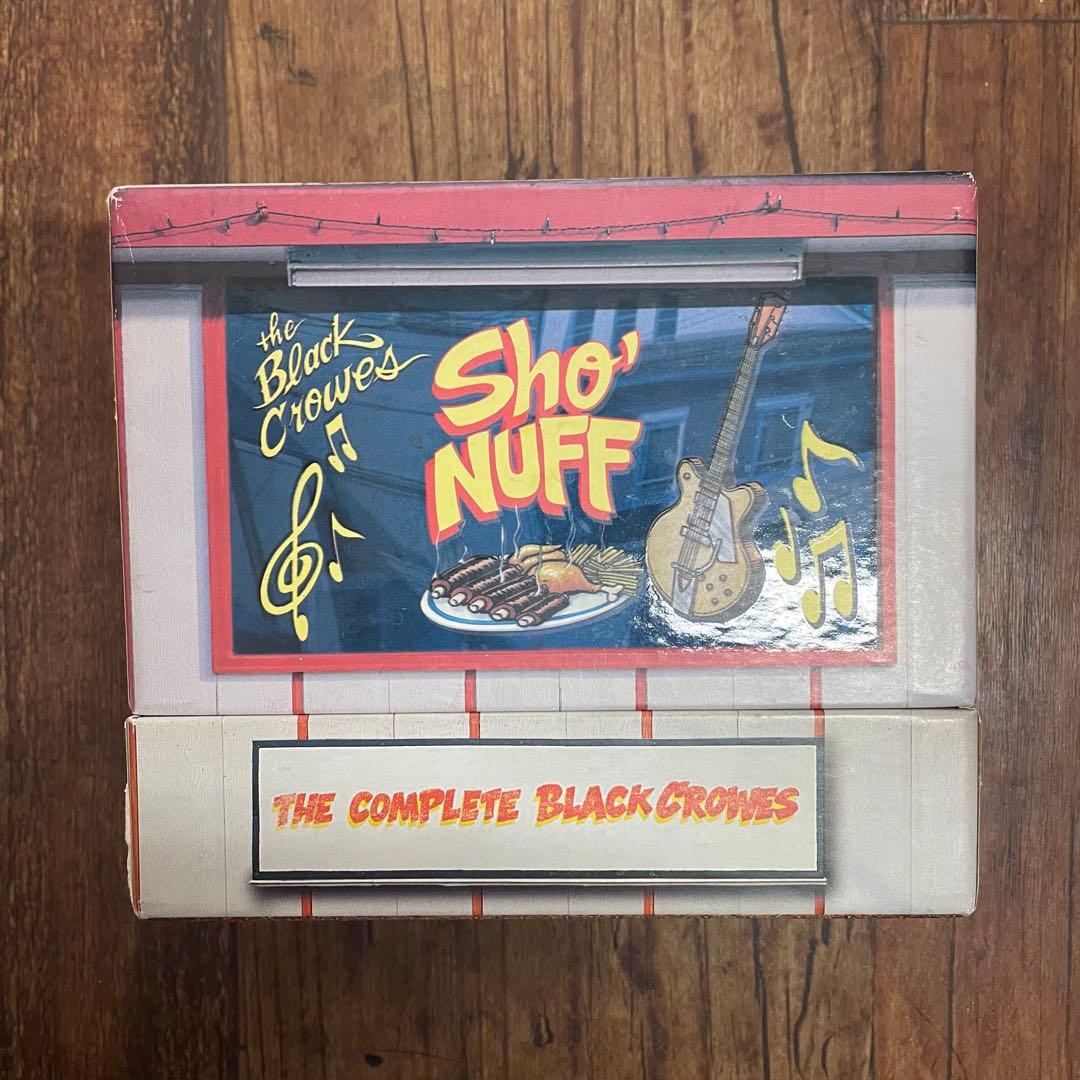 the
Black
Crowes
Sho'
NUFF
THE COMPLETE BLACK CROWES